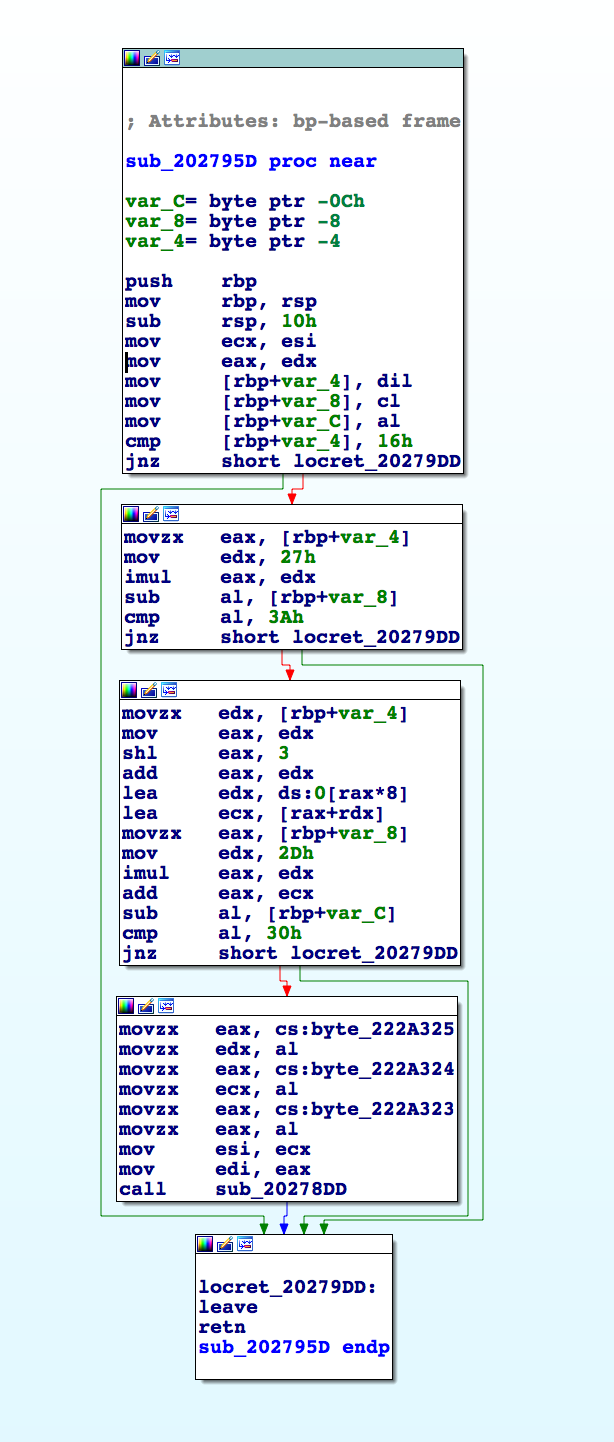 ; Attributes: bp-based frame
sub_202795D proc near
var_C= byte ptr -0Ch
var_8= byte ptr -8
var_4= byte ptr -4
push rbp
mov rbp, rsp
sub rsp, 10h
mov ecx, esi
mov eax, edx
mov [rbp+var_4], dil
mov [rbp+var_8], cl
mov [rbp+var_C], al
cmp [rbp+var_4], 16h
jnz short locret_20279DD
movzx eax, [rbp+var_4]
mov edx, 27h
imul eax, edx
sub al, [rbp+var_8]
cmp al, 3Ah
jnz short locret_20279DD
movzx edx, [rbp+var_4]
mov eax, edx
shl eax, 3
add eax, edx
lea edx, ds:0[rax*8]
lea ecx, [rax+rdx]
movzx eax, [rbp+var_8]
mov edx, 2Dh
imul eax, edx
add eax, ecx
sub al, [rbp+var_C]
cmp al, 30h
jnz short locret_20279DD
movzx eax, cs:byte_222A325
movzx edx, al
movzx eax, cs:byte_222A324
movzx ecx, al
movzx eax, cs:byte_222A323
movzx eax, al
mov esi, ecx
mov edi, eax
call sub_20278DD
locret_20279DD:
leave
retn
sub_202795D endp